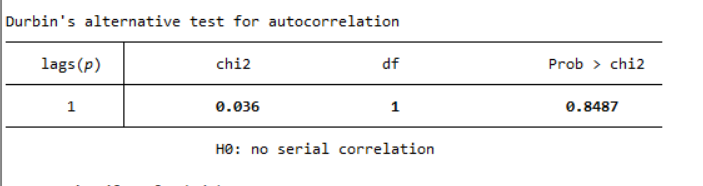 Durbin's alternative test for autocorrelation
lags(p) chi2 df Prob > chi2
1 0.036 1 0.8487
H0: no serial correlation